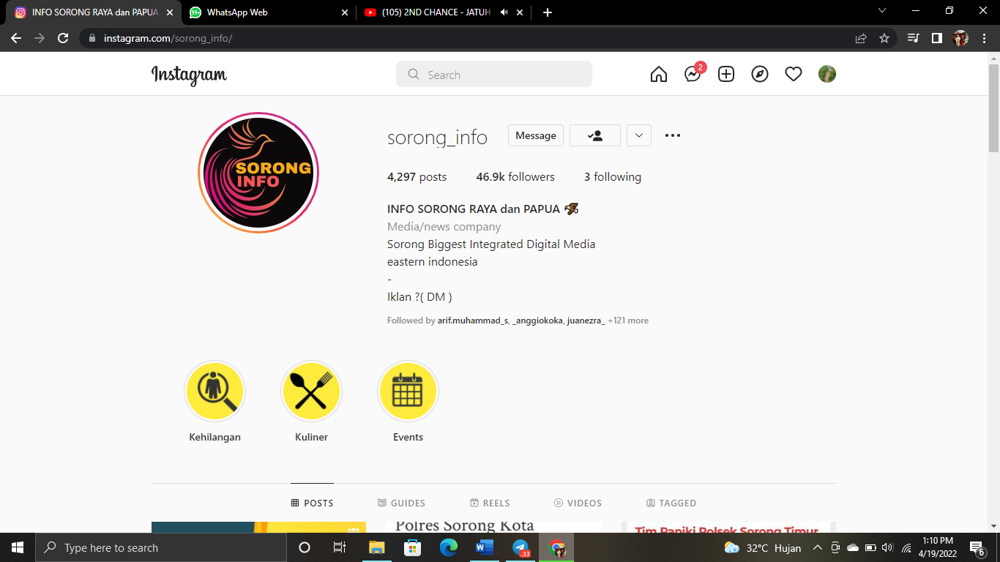 INFO SORONG RAYA dan PAPUA
99+ WhatsApp Web
(105) 2ND CHANCE - JATUH
instagram.com/sorong_info/
Instagram
Search
2
SORONG
INFO
sorong_info
Message
4,297 posts 46.9k followers 3 following
INFO SORONG RAYA dan PAPUA
Media/news company
Sorong Biggest Integrated Digital Media
eastern indonesia
-
Iklan ?( DM )
Followed by arif.muhammad_s, _anggiokoka, juanezra_ +121 more
Kehilangan Kuliner Events
POSTS GUIDES REELS VIDEOS TAGGED
Polres Sorong Kota
Tim Paniki Polsek Sorong Timur
Type here to search
33
32°C Hujan
1:10 PM
4/19/2022
6